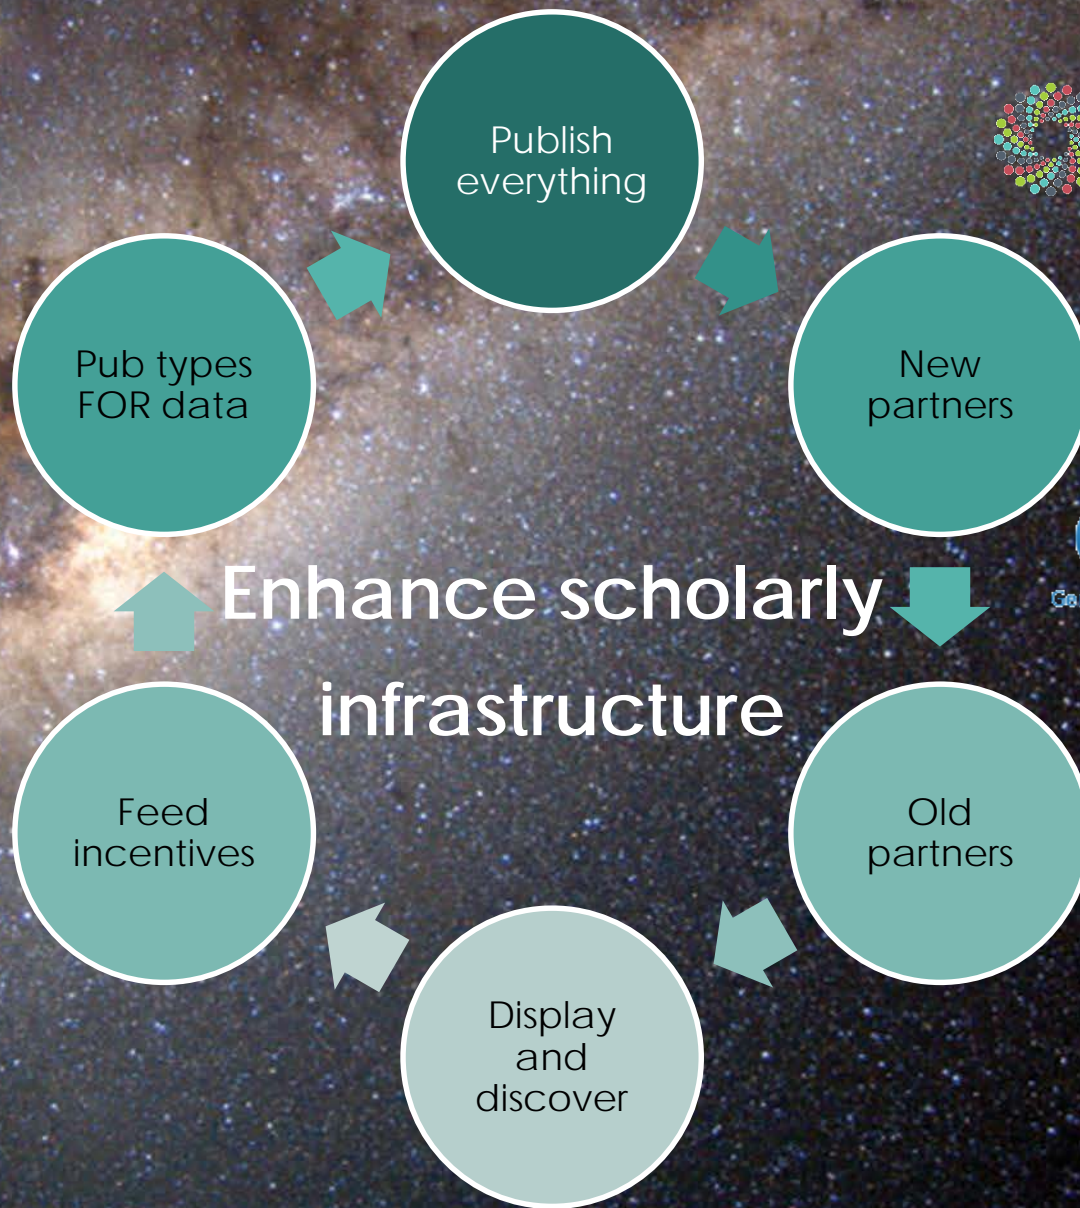 Publish
everything
New
partners
Old
partners
Display
and
discover
Feed
incentives
Pub types
FOR data
Enhance scholarly
infrastructure